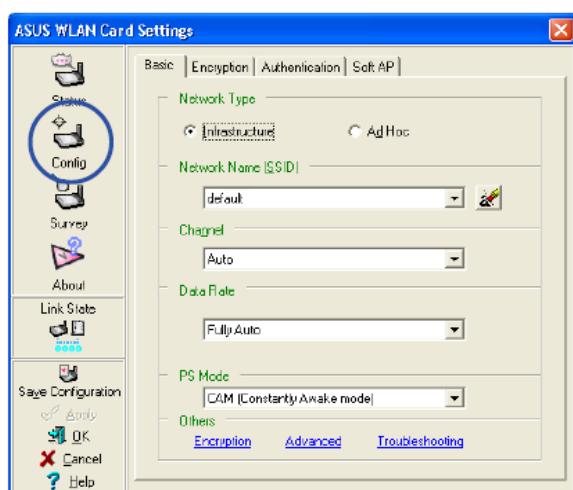 ASUS WLAN Card Settings
Status
Config
Survey
About
Link State
Save Configuration
Apply
OK
Cancel
Help
Basic
Encryption
Authentication
Soft AP
Network Type
Infrastructure
Ad Hoc
Network Name (SSID)
default
Channel
Auto
Data Rate
Fully Auto
PS Mode
CAM (Constantly Awake mode)
Others
Encryption
Advanced
Troubleshooting